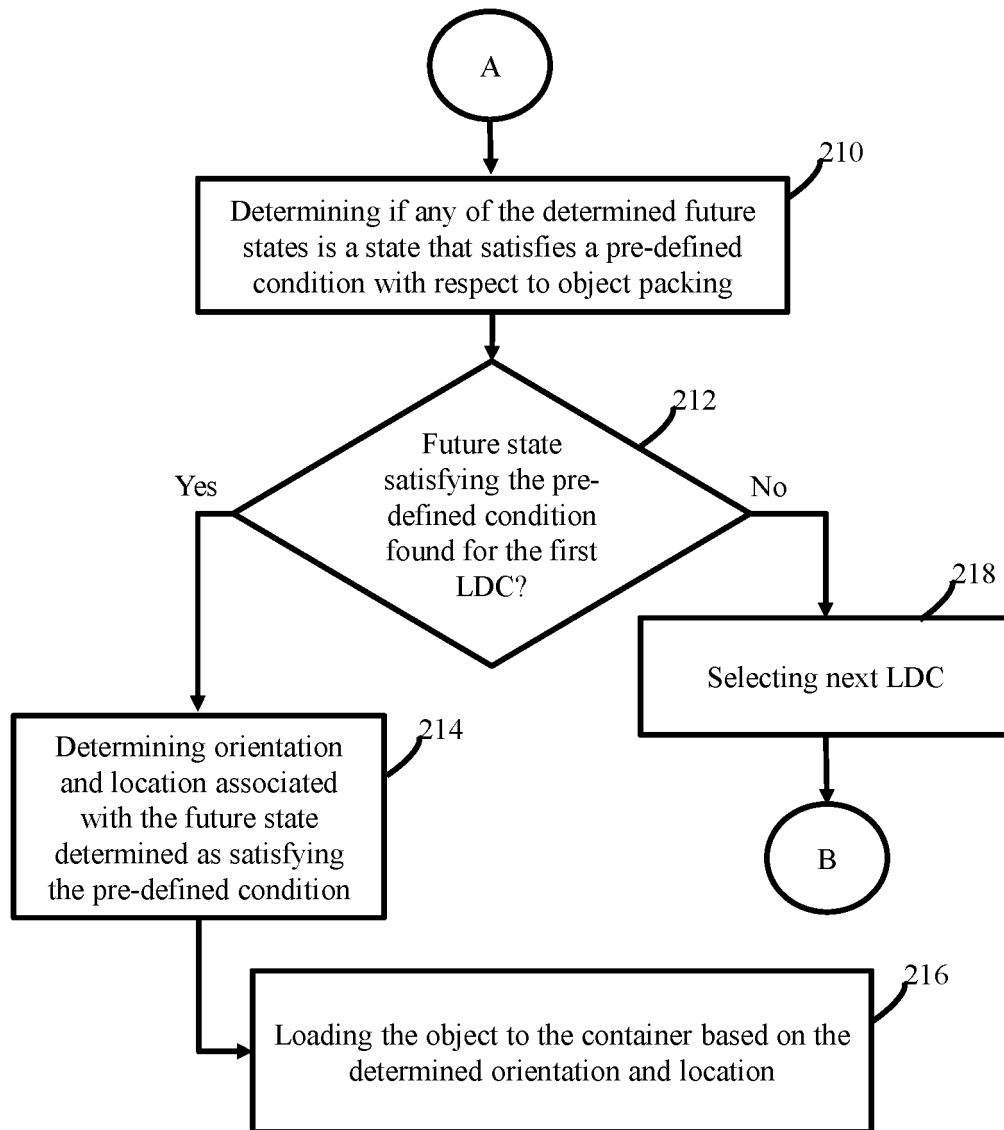 A
210
Determining if any of the determined future
states is a state that satisfies a pre-defined
condition with respect to object packing
212
Future state
satisfying the pre-
defined condition
found for the first
LDC?
Yes
No
218
Selecting next LDC
214
Determining orientation
and location associated
with the future state
determined as satisfying
the pre-defined condition
B
216
Loading the object to the container based on the
determined orientation and location